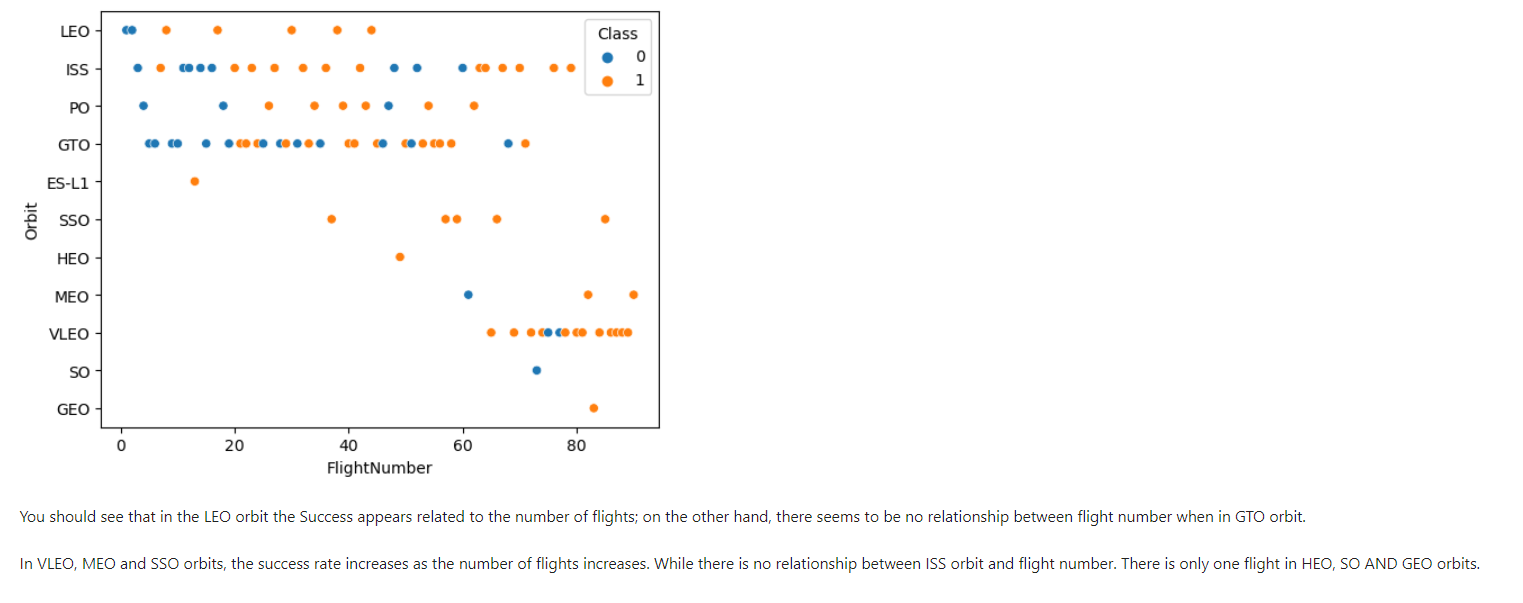 LEO
ISS
PO
GTO
ES-L1
SSO
HEO
MEO
VLEO
SO
GEO
Orbit
Class
0
1
0 20 40 60 80
FlightNumber
You should see that in the LEO orbit the Success appears related to the number of flights; on the other hand, there seems to be no relationship between flight number when in GTO orbit.
In VLEO, MEO and SSO orbits, the success rate increases as the number of flights increases. While there is no relationship between ISS orbit and flight number. There is only one flight in HEO, SO AND GEO orbits.